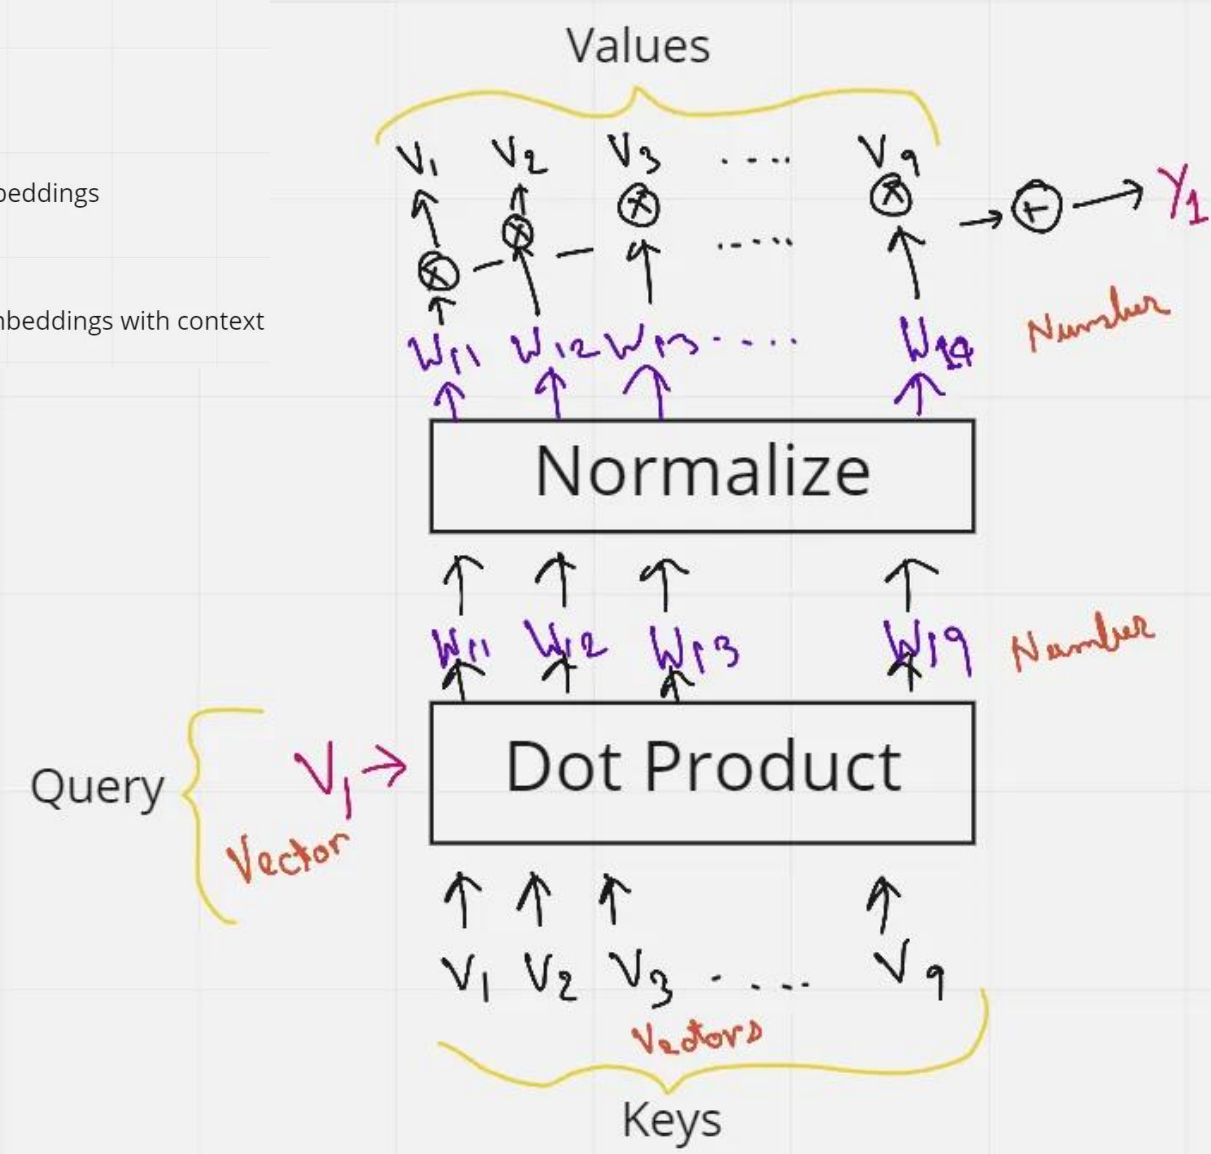 Values
V1 V2 V3 .... V9
Y1
beddings
....
mbeddings with context
W11 W12 W13 .... Number
Normalize
W11 W12 W13 W19 Number
Dot Product
Query
V1
Vector
V1 V2 V3 .... V9
Vectors
Keys